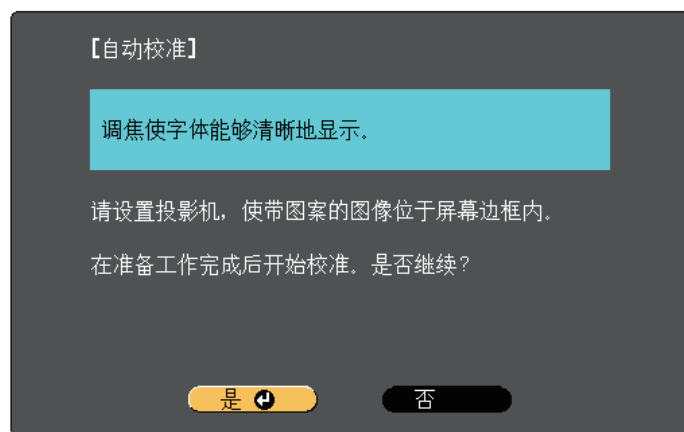 【自动校准】
调焦使字体能够清晰地显示。
请设置投影机，使带图案的图像位于屏幕边框内。
在准备工作完成后开始校准。是否继续？
是 否